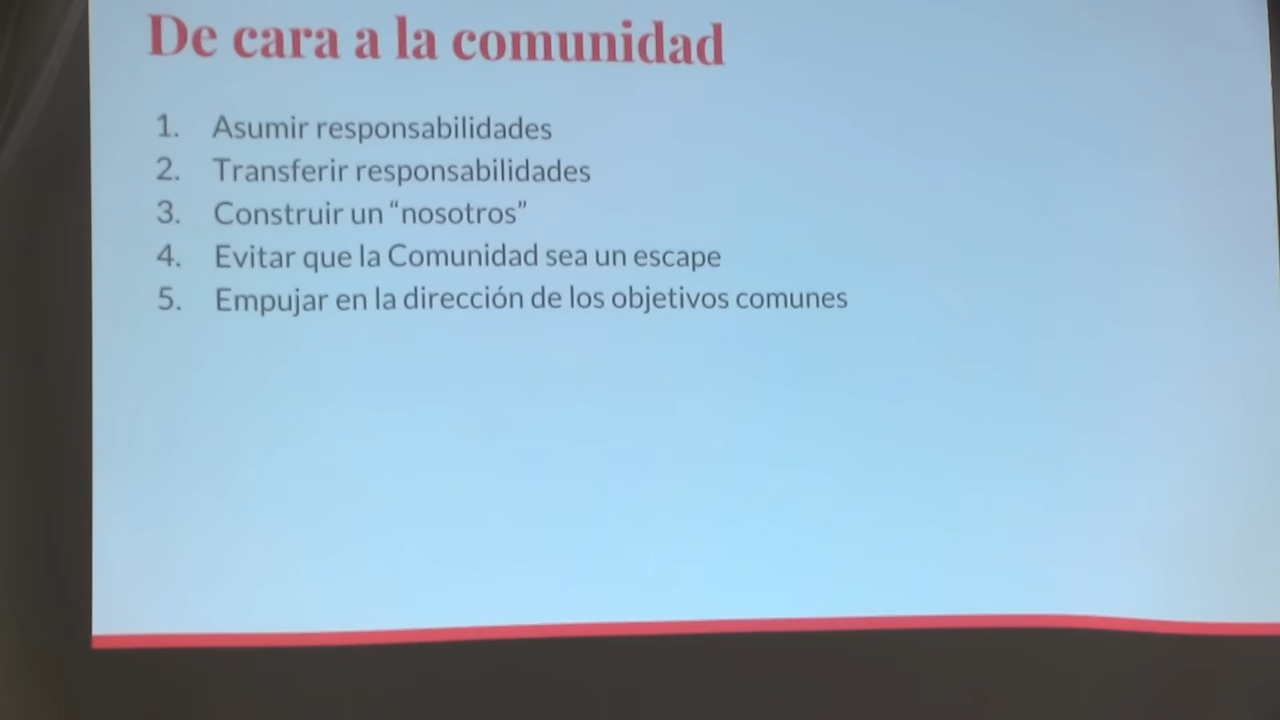 De cara a la comunidad
1. Asumir responsabilidades
2. Transferir responsabilidades
3. Construir un “nosotros”
4. Evitar que la Comunidad sea un escape
5. Empujar en la dirección de los objetivos comunes